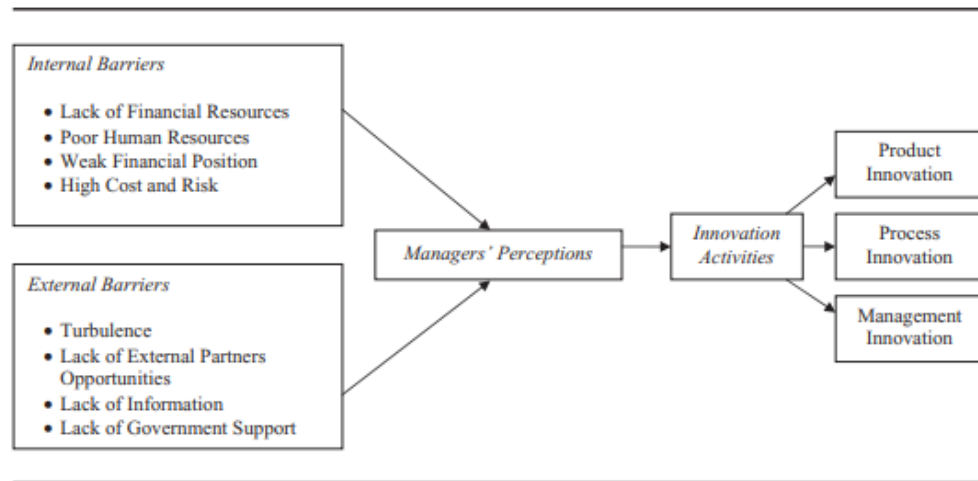 Internal Barriers
• Lack of Financial Resources
• Poor Human Resources
• Weak Financial Position
• High Cost and Risk
External Barriers
• Turbulence
• Lack of External Partners
Opportunities
• Lack of Information
• Lack of Government Support
Managers’ Perceptions
Innovation
Activities
Product
Innovation
Process
Innovation
Management
Innovation